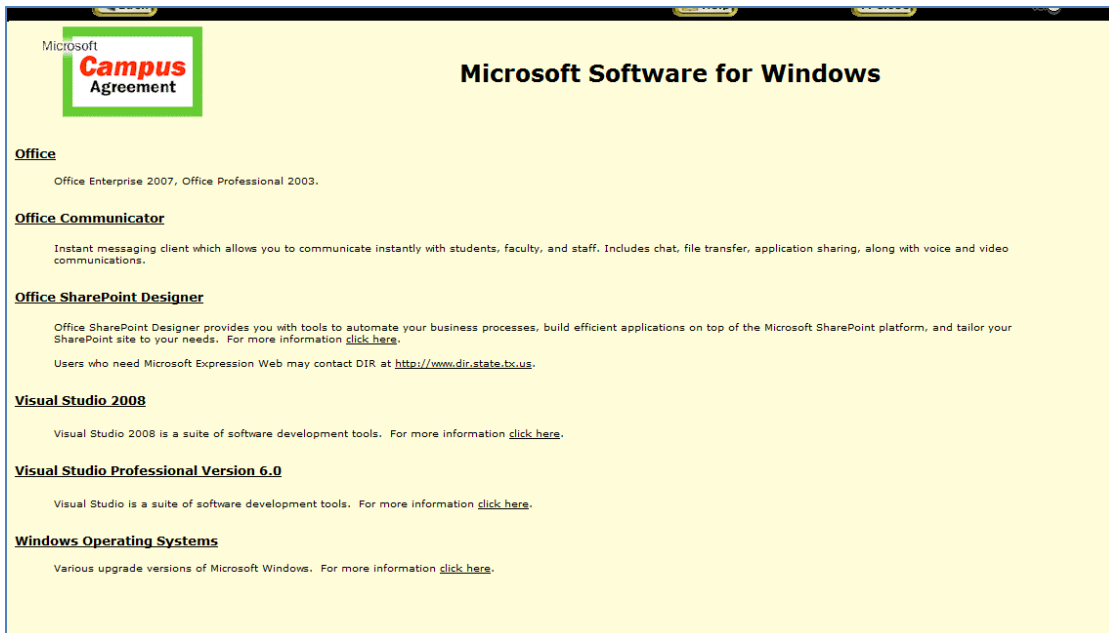 Microsoft
Campus
Agreement
Microsoft Software for Windows
Office
Office Enterprise 2007, Office Professional 2003.
Office Communicator
Instant messaging client which allows you to communicate instantly with students, faculty, and staff. Includes chat, file transfer, application sharing, along with voice and video
communications.
Office SharePoint Designer
Office SharePoint Designer provides you with tools to automate your business processes, build efficient applications on top of the Microsoft SharePoint platform, and tailor your
SharePoint site to your needs.  For more information click here.
Users who need Microsoft Expression Web may contact DIR at http://www.dir.state.tx.us.
Visual Studio 2008
Visual Studio 2008 is a suite of software development tools.  For more information click here.
Visual Studio Professional Version 6.0
Visual Studio is a suite of software development tools.  For more information click here.
Windows Operating Systems
Various upgrade versions of Microsoft Windows.  For more information click here.